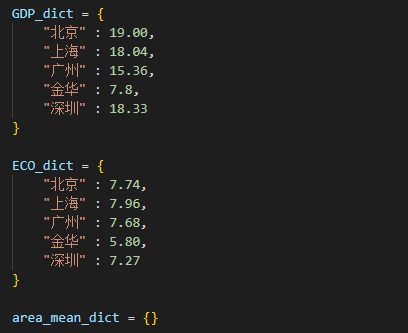 GDP_dict = {
    "北京" : 19.00,
    "上海" : 18.04,
    "广州" : 15.36,
    "金华" : 7.8,
    "深圳" : 18.33
}
ECO_dict = {
    "北京" : 7.74,
    "上海" : 7.96,
    "广州" : 7.68,
    "金华" : 5.80,
    "深圳" : 7.27
}
area_mean_dict = {}